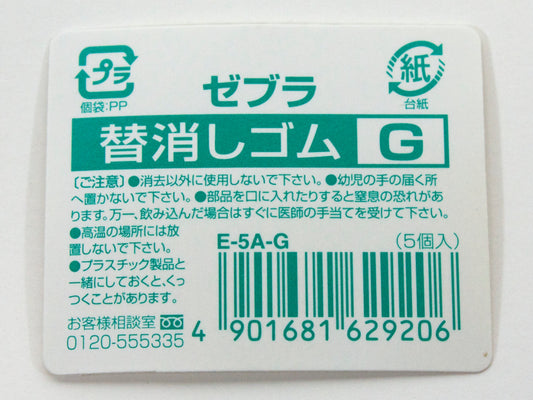 プラ
個袋:PP
ゼブラ
紙
台紙
替消しゴム G
〔ご注意〕●消去以外に使用しないで下さい。●幼児の手の届く所
へ置かないで下さい。●部品を口に入れたりすると窒息の恐れがあ
ります。万一、飲み込んだ場合はすぐに医師の手当てを受けて下さい。
●高温の場所には放
置しないで下さい。
●プラスチック製品と
一緒にしておくと、くっ
つくことがあります。
お客様相談室
0120-555335
E-5A-G (5個入)
4 901681 629206